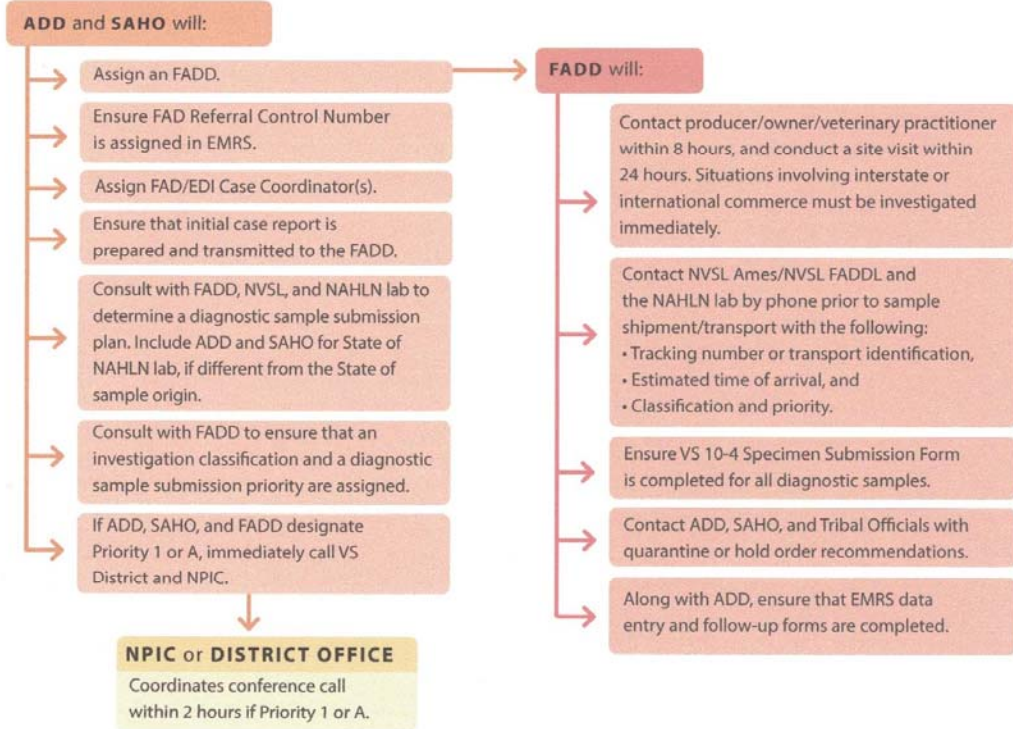 ADD and SAHO will:
Assign an FADD.
Ensure FAD Referral Control Number
is assigned in EMRS.
Assign FAD/EDI Case Coordinator(s).
Ensure that initial case report is
prepared and transmitted to the FADD.
Consult with FADD, NVSL, and NAHLN lab to
determine a diagnostic sample submission
plan. Include ADD and SAHO for State of
NAHLN lab, if different from the State of
sample origin.
Consult with FADD to ensure that an
investigation classification and a diagnostic
sample submission priority are assigned.
If ADD, SAHO, and FADD designate
Priority 1 or A, immediately call VS
District and NPIC.
NPIC or DISTRICT OFFICE
Coordinates conference call
within 2 hours if Priority 1 or A.
FADD will:
Contact producer/owner/veterinary practitioner
within 8 hours, and conduct a site visit within
24 hours. Situations involving interstate or
international commerce must be investigated
immediately.
Contact NVSL Ames/NVSL FADDL and
the NAHLN lab by phone prior to sample
shipment/transport with the following:
• Tracking number or transport identification,
• Estimated time of arrival, and
• Classification and priority.
Ensure VS 10-4 Specimen Submission Form
is completed for all diagnostic samples.
Contact ADD, SAHO, and Tribal Officials with
quarantine or hold order recommendations.
Along with ADD, ensure that EMRS data
entry and follow-up forms are completed.